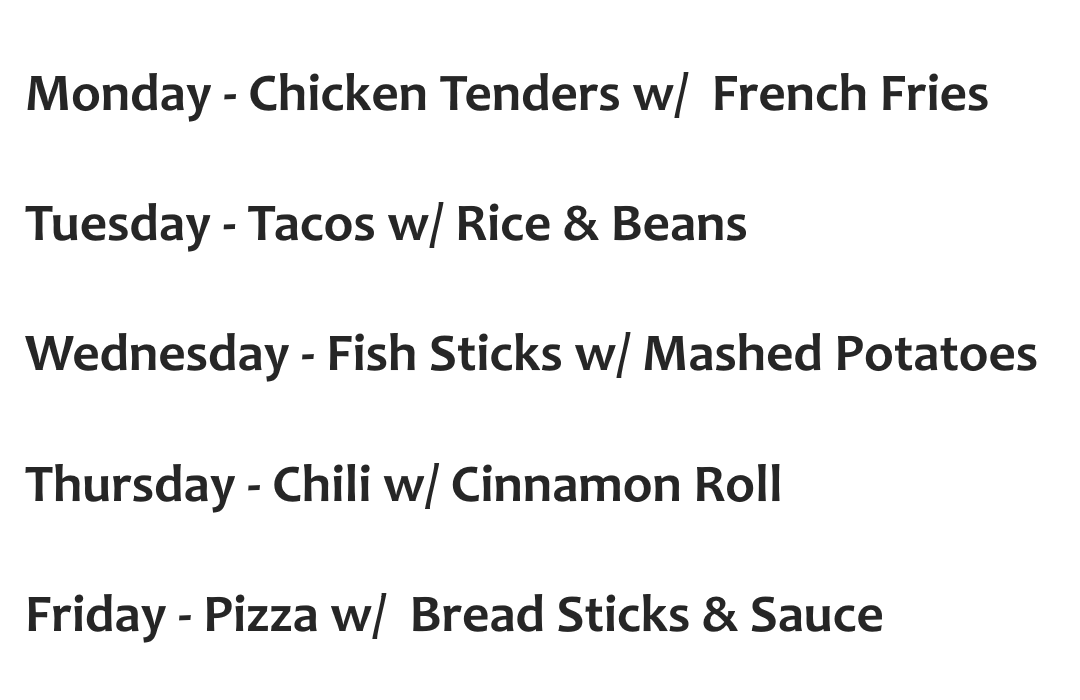 Monday - Chicken Tenders w/  French Fries
Tuesday - Tacos w/ Rice & Beans
Wednesday - Fish Sticks w/ Mashed Potatoes
Thursday - Chili w/ Cinnamon Roll
Friday - Pizza w/  Bread Sticks & Sauce